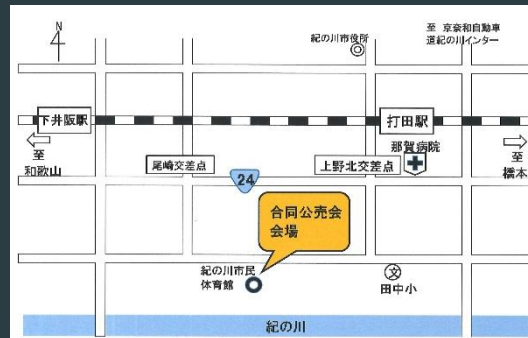 N
紀の川市役所
至 京奈和自動車
道紀の川インター
下井阪駅
打田駅
至
和歌山
尾崎交差点
上野北交差点
那賀病院
至
橋本
24
合同公売会
会場
紀の川市民
体育館
文
田中小
紀の川